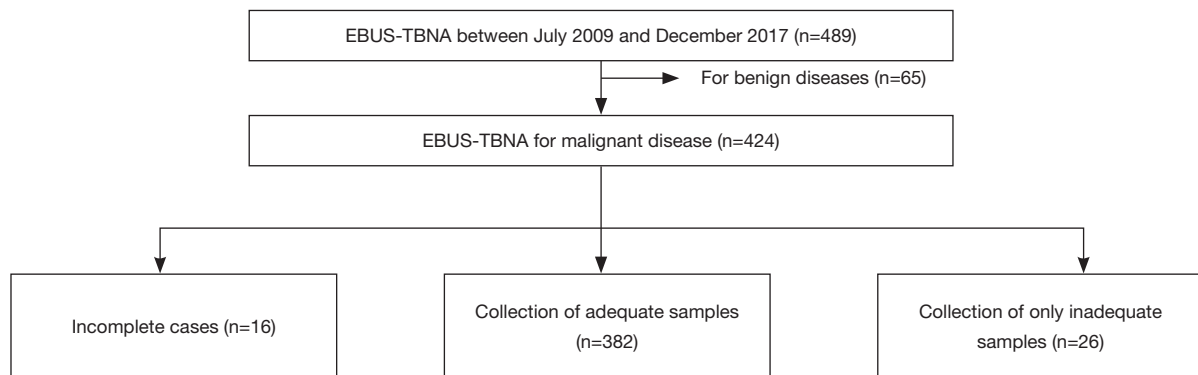 EBUS-TBNA between July 2009 and December 2017 (n=489)
For benign diseases (n=65)
EBUS-TBNA for malignant disease (n=424)
Incomplete cases (n=16)
Collection of adequate samples
(n=382)
Collection of only inadequate
samples (n=26)